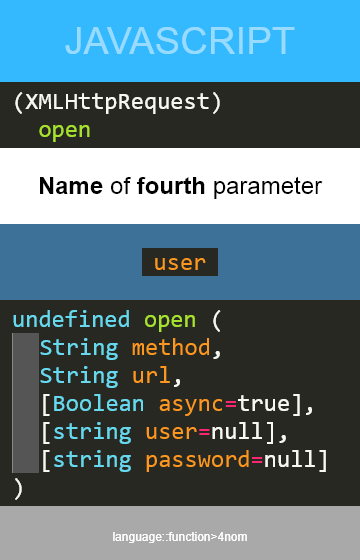 JAVASCRIPT
(XMLHttpRequest)
open
Name of fourth parameter
user
undefined open (
String method,
String url,
[Boolean async=true],
[string user=null],
[string password=null]
)
language::function>4nom